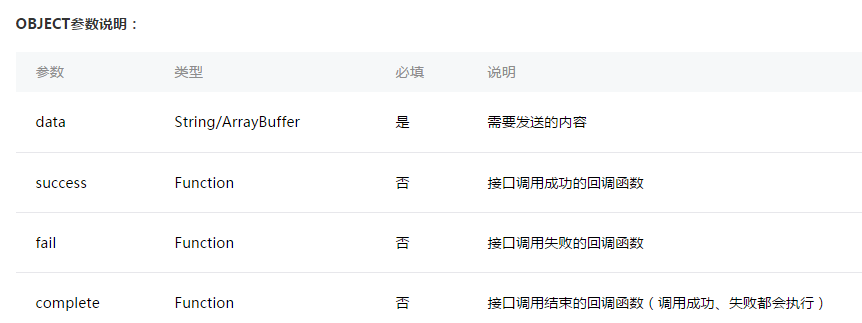 OBJECT参数说明：
参数 类型 必填 说明
data String/ArrayBuffer 是 需要发送的内容
success Function 否 接口调用成功的回调函数
fail Function 否 接口调用失败的回调函数
complete Function 否 接口调用结束的回调函数（调用成功、失败都会执行）